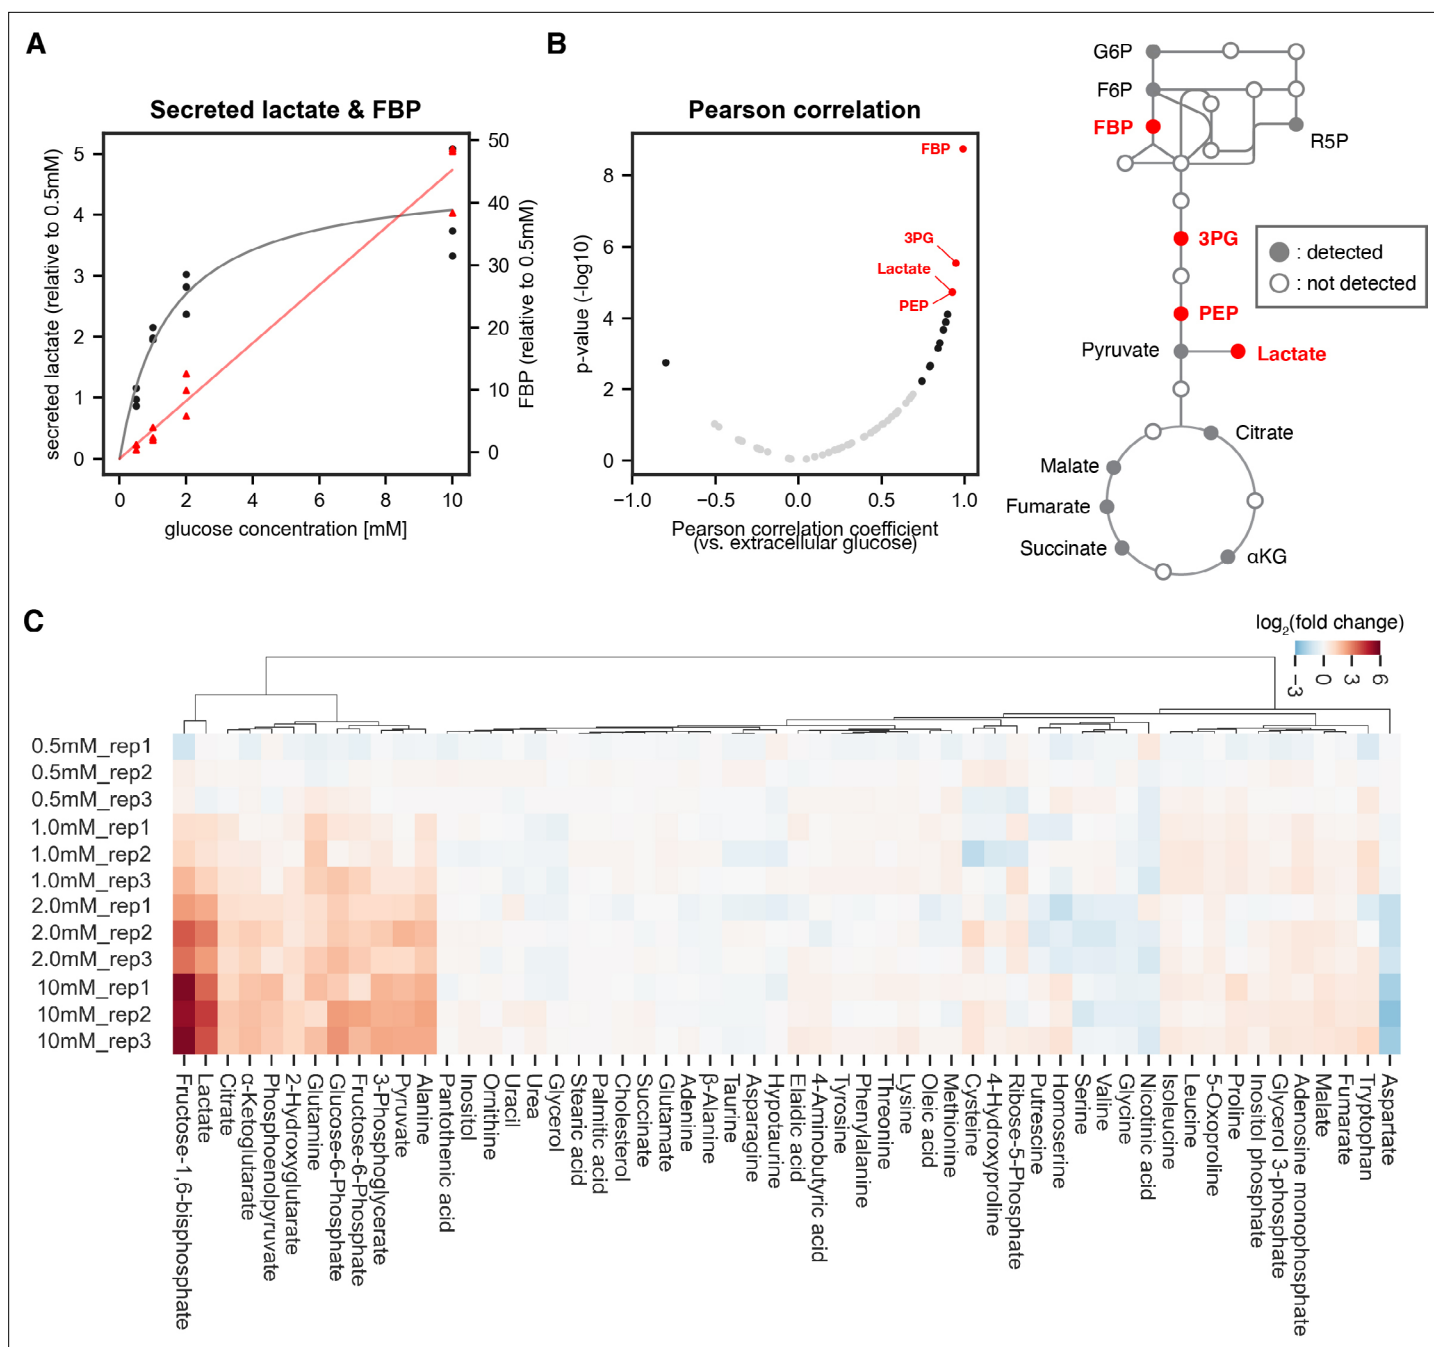 A
Secreted lactate & FBP
secreted lactate (relative to 0.5mM)
5
4
3
2
1
0
50
40
30
20
10
0
FBP (relative to 0.5mM)
0
2
4
6
8
10
glucose concentration [mM]
B
Pearson correlation
p-value (-log10)
8
6
4
2
0
FBP
3PG
Lactate
PEP
−1.0
−0.5
0.0
0.5
1.0
Pearson correlation coefficient
(vs. extracellular glucose)
G6P
F6P
FBP
R5P
3PG
: detected
: not detected
PEP
Pyruvate
Lactate
Citrate
Malate
Fumarate
Succinate
αKG
C
log2(fold change)
−3
0
3
6
0.5mM_rep1
0.5mM_rep2
0.5mM_rep3
1.0mM_rep1
1.0mM_rep2
1.0mM_rep3
2.0mM_rep1
2.0mM_rep2
2.0mM_rep3
10mM_rep1
10mM_rep2
10mM_rep3
Fructose-1,6-bisphosphate
Lactate
Citrate
α-Ketoglutarate
Phosphoenolpyruvate
2-Hydroxyglutarate
Glutamine
Glucose-6-Phosphate
Fructose-6-Phosphate
3-Phosphoglycerate
Pyruvate
Alanine
Pantothenic acid
Inositol
Ornithine
Uracil
Urea
Glycerol
Stearic acid
Palmitic acid
Cholesterol
Succinate
Glutamate
Adenine
β-Alanine
Taurine
Asparagine
Hypotaurine
Elaidic acid
4-Aminobutyric acid
Tyrosine
Phenylalanine
Threonine
Lysine
Oleic acid
Methionine
Cysteine
4-Hydroxyproline
Ribose-5-Phosphate
Putrescine
Homoserine
Serine
Valine
Glycine
Nicotinic acid
Isoleucine
Leucine
5-Oxoproline
Proline
Inositol phosphate
Glycerol 3-phosphate
Adenosine monophosphate
Malate
Fumarate
Tryptophan
Aspartate